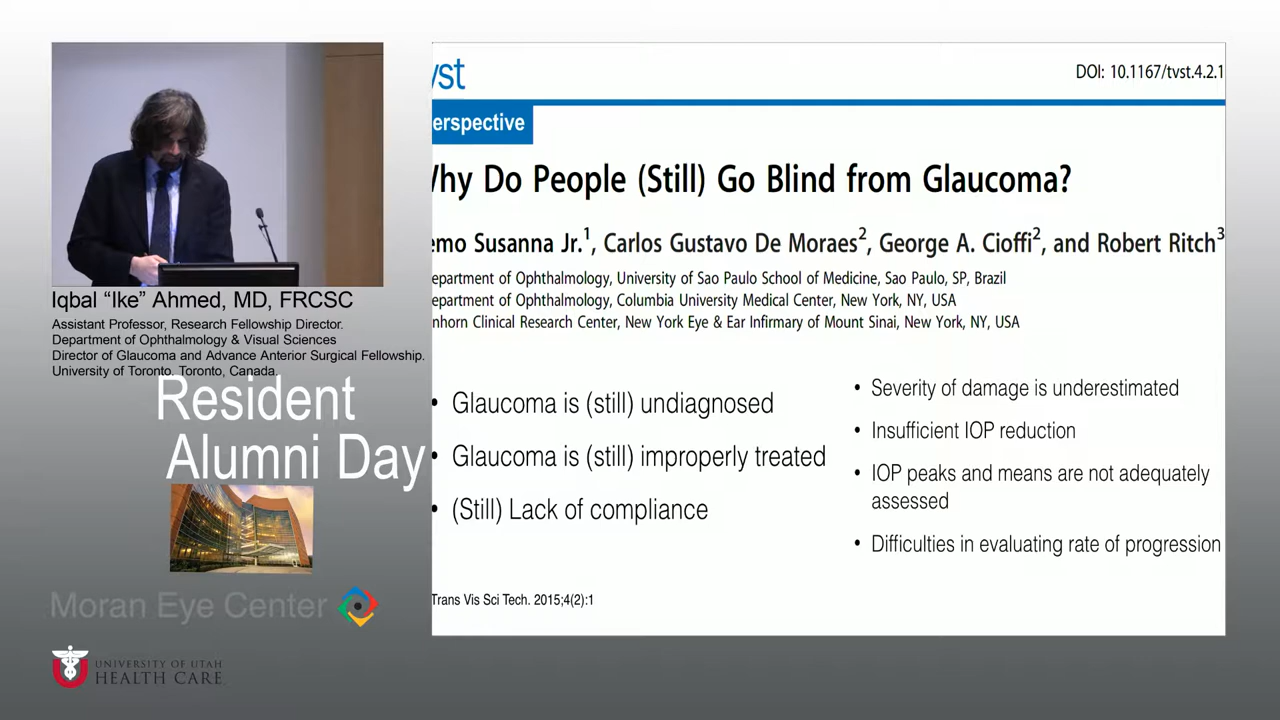 Iqbal “Ike” Ahmed, MD, FRCSC
Assistant Professor, Research Fellowship Director.
Department of Ophthalmology & Visual Sciences
Director of Glaucoma and Advance Anterior Surgical Fellowship.
University of Toronto. Toronto, Canada.
Resident
Alumni Day
Moran Eye Center
UNIVERSITY OF UTAH
HEALTH CARE
vst
DOI: 10.1167/tvst.4.2.1
erspective
Why Do People (Still) Go Blind from Glaucoma?
emo Susanna Jr.1, Carlos Gustavo De Moraes2, George A. Cioffi2, and Robert Ritch3
epartment of Ophthalmology, University of Sao Paulo School of Medicine, Sao Paulo, SP, Brazil
epartment of Ophthalmology, Columbia University Medical Center, New York, NY, USA
inhorn Clinical Research Center, New York Eye & Ear Infirmary of Mount Sinai, New York, NY, USA
• Glaucoma is (still) undiagnosed
• Glaucoma is (still) improperly treated
• (Still) Lack of compliance
• Severity of damage is underestimated
• Insufficient IOP reduction
• IOP peaks and means are not adequately
assessed
• Difficulties in evaluating rate of progression
Trans Vis Sci Tech. 2015;4(2):1